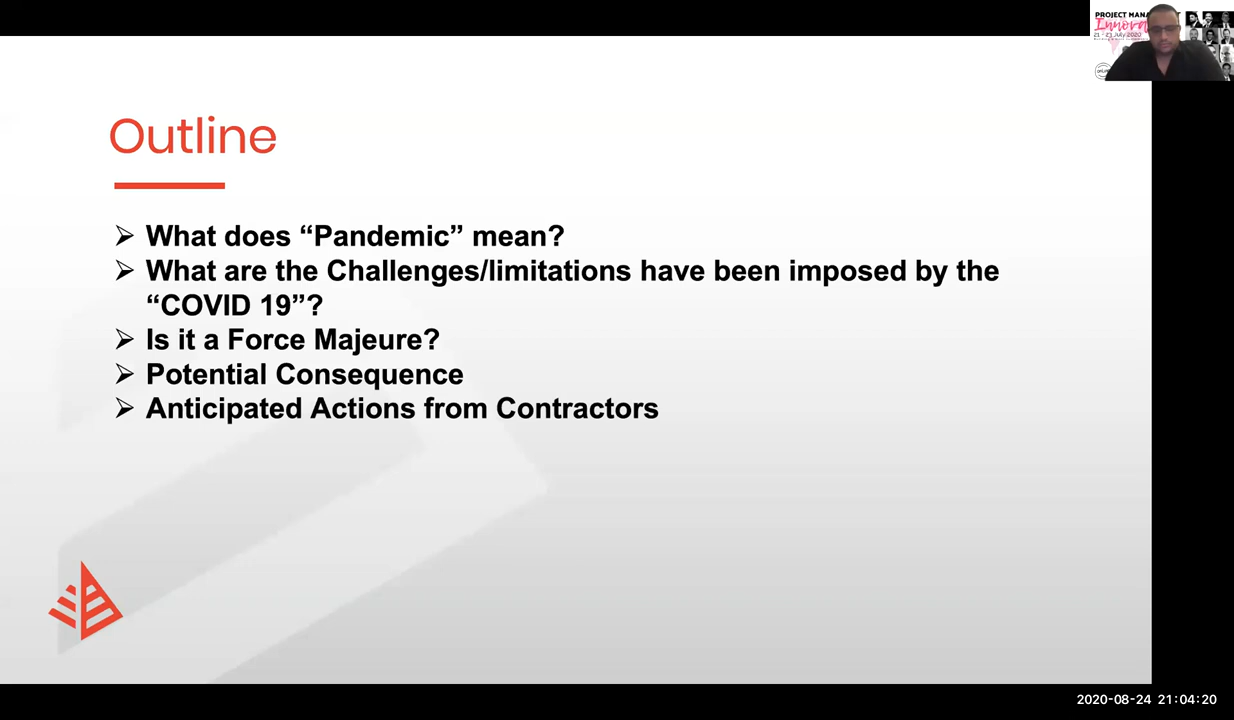 PROJECT MANA
Innova
21 - 23 July 2020
Outline
➢ What does “Pandemic” mean?
➢ What are the Challenges/limitations have been imposed by the
“COVID 19”?
➢ Is it a Force Majeure?
➢ Potential Consequence
➢ Anticipated Actions from Contractors
2020-08-24 21:04:20